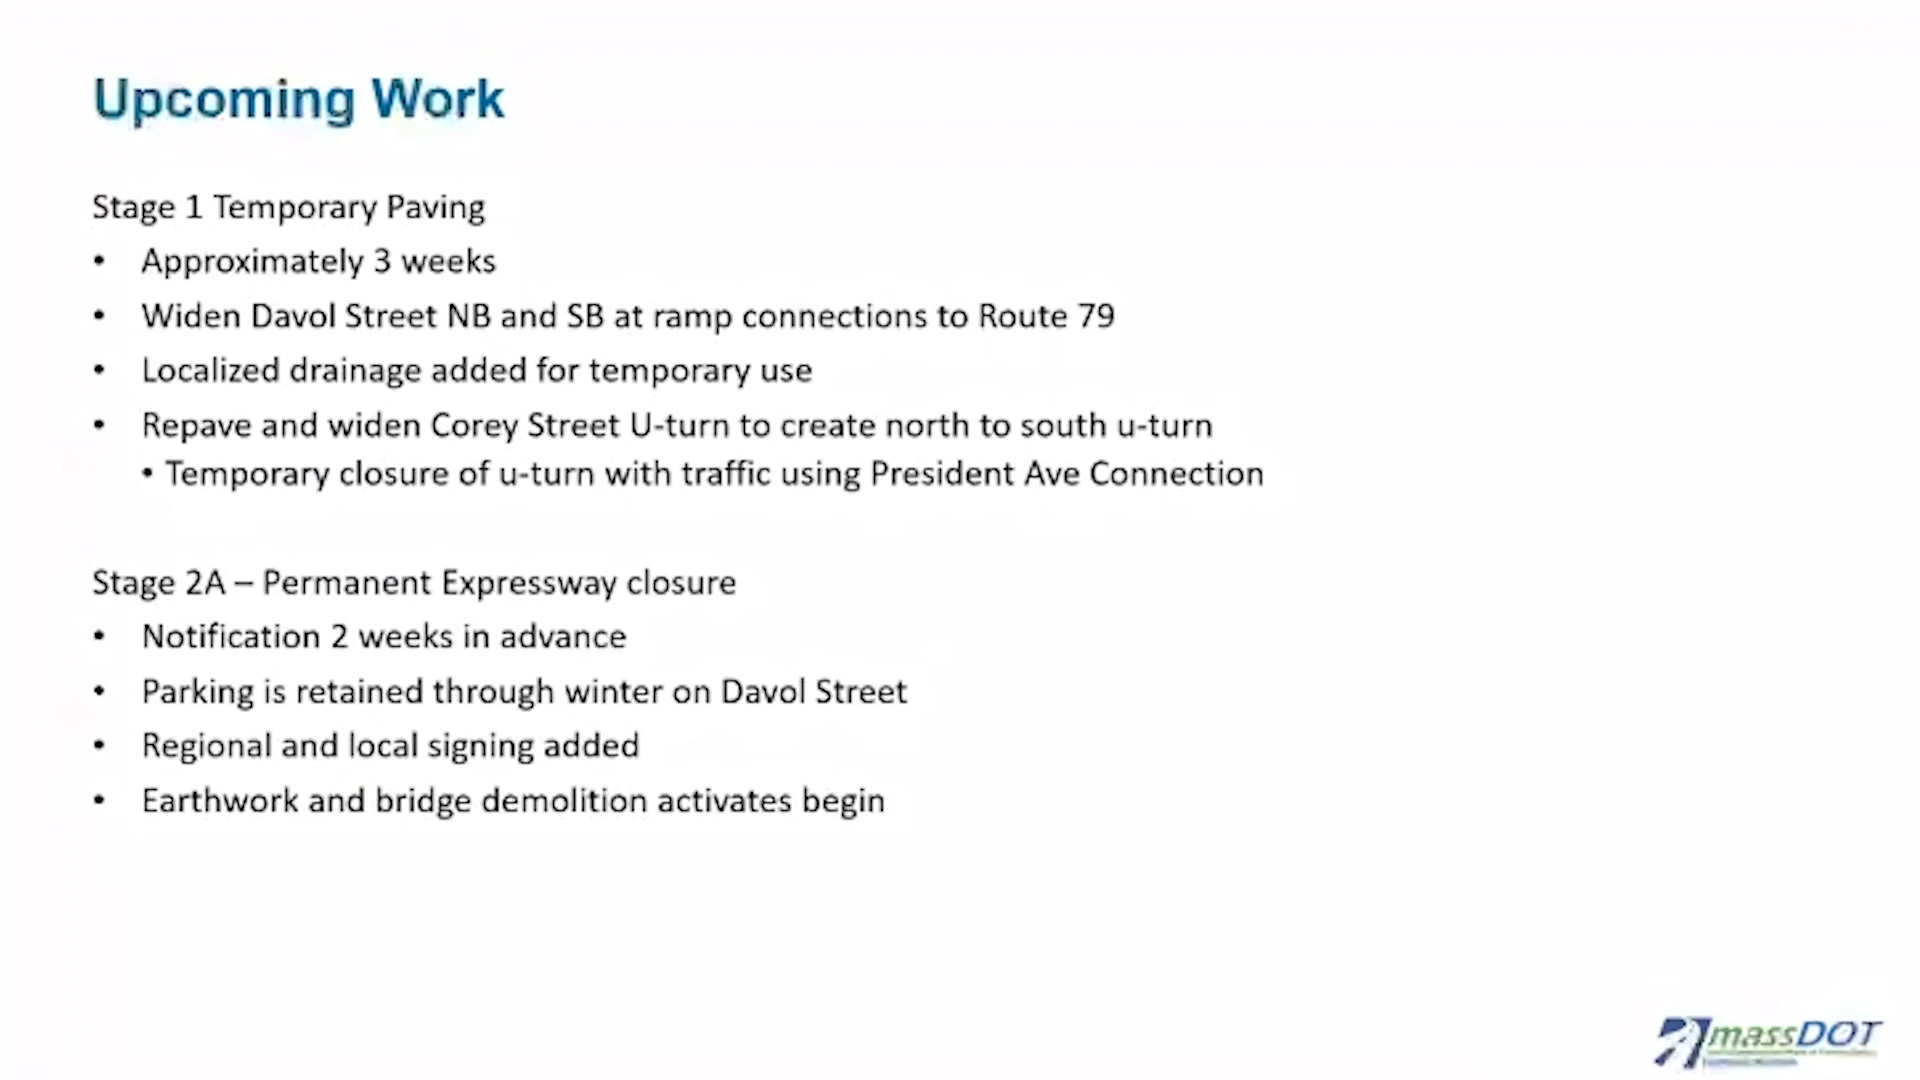 Upcoming Work
Stage 1 Temporary Paving
• Approximately 3 weeks
• Widen Davol Street NB and SB at ramp connections to Route 79
• Localized drainage added for temporary use
• Repave and widen Corey Street U-turn to create north to south u-turn
• Temporary closure of u-turn with traffic using President Ave Connection
Stage 2A – Permanent Expressway closure
• Notification 2 weeks in advance
• Parking is retained through winter on Davol Street
• Regional and local signing added
• Earthwork and bridge demolition activates begin
massDOT